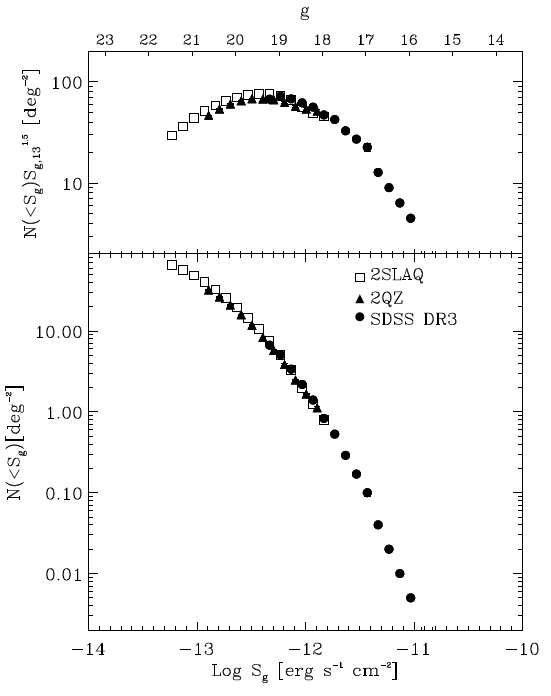 g
23 22 21 20 19 18 17 16 15 14
100
10
N(<S_g)S_{g,13}^{1.5} [deg⁻²]
2SLAQ
2QZ
SDSS DR3
10.00
1.00
0.10
0.01
N(<S_g)[deg⁻²]
−14 −13 −12 −11 −10
Log S_g [erg s⁻¹ cm⁻²]